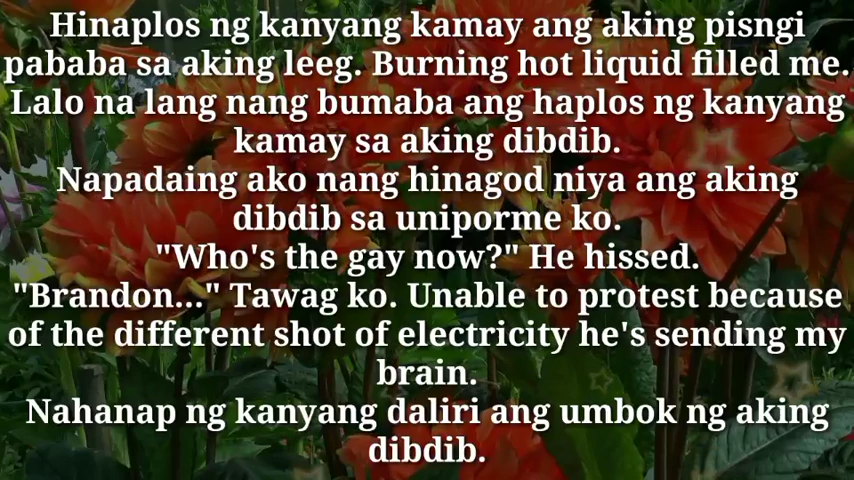 Hinaplos ng kanyang kamay ang aking pisngi
pababa sa aking leeg. Burning hot liquid filled me.
Lalo na lang nang bumaba ang haplos ng kanyang
kamay sa aking dibdib.
Napadaing ako nang hinagod niya ang aking
dibdib sa uniporme ko.
"Who's the gay now?" He hissed.
"Brandon..." Tawag ko. Unable to protest because
of the different shot of electricity he's sending my
brain.
Nahanap ng kanyang daliri ang umbok ng aking
dibdib.